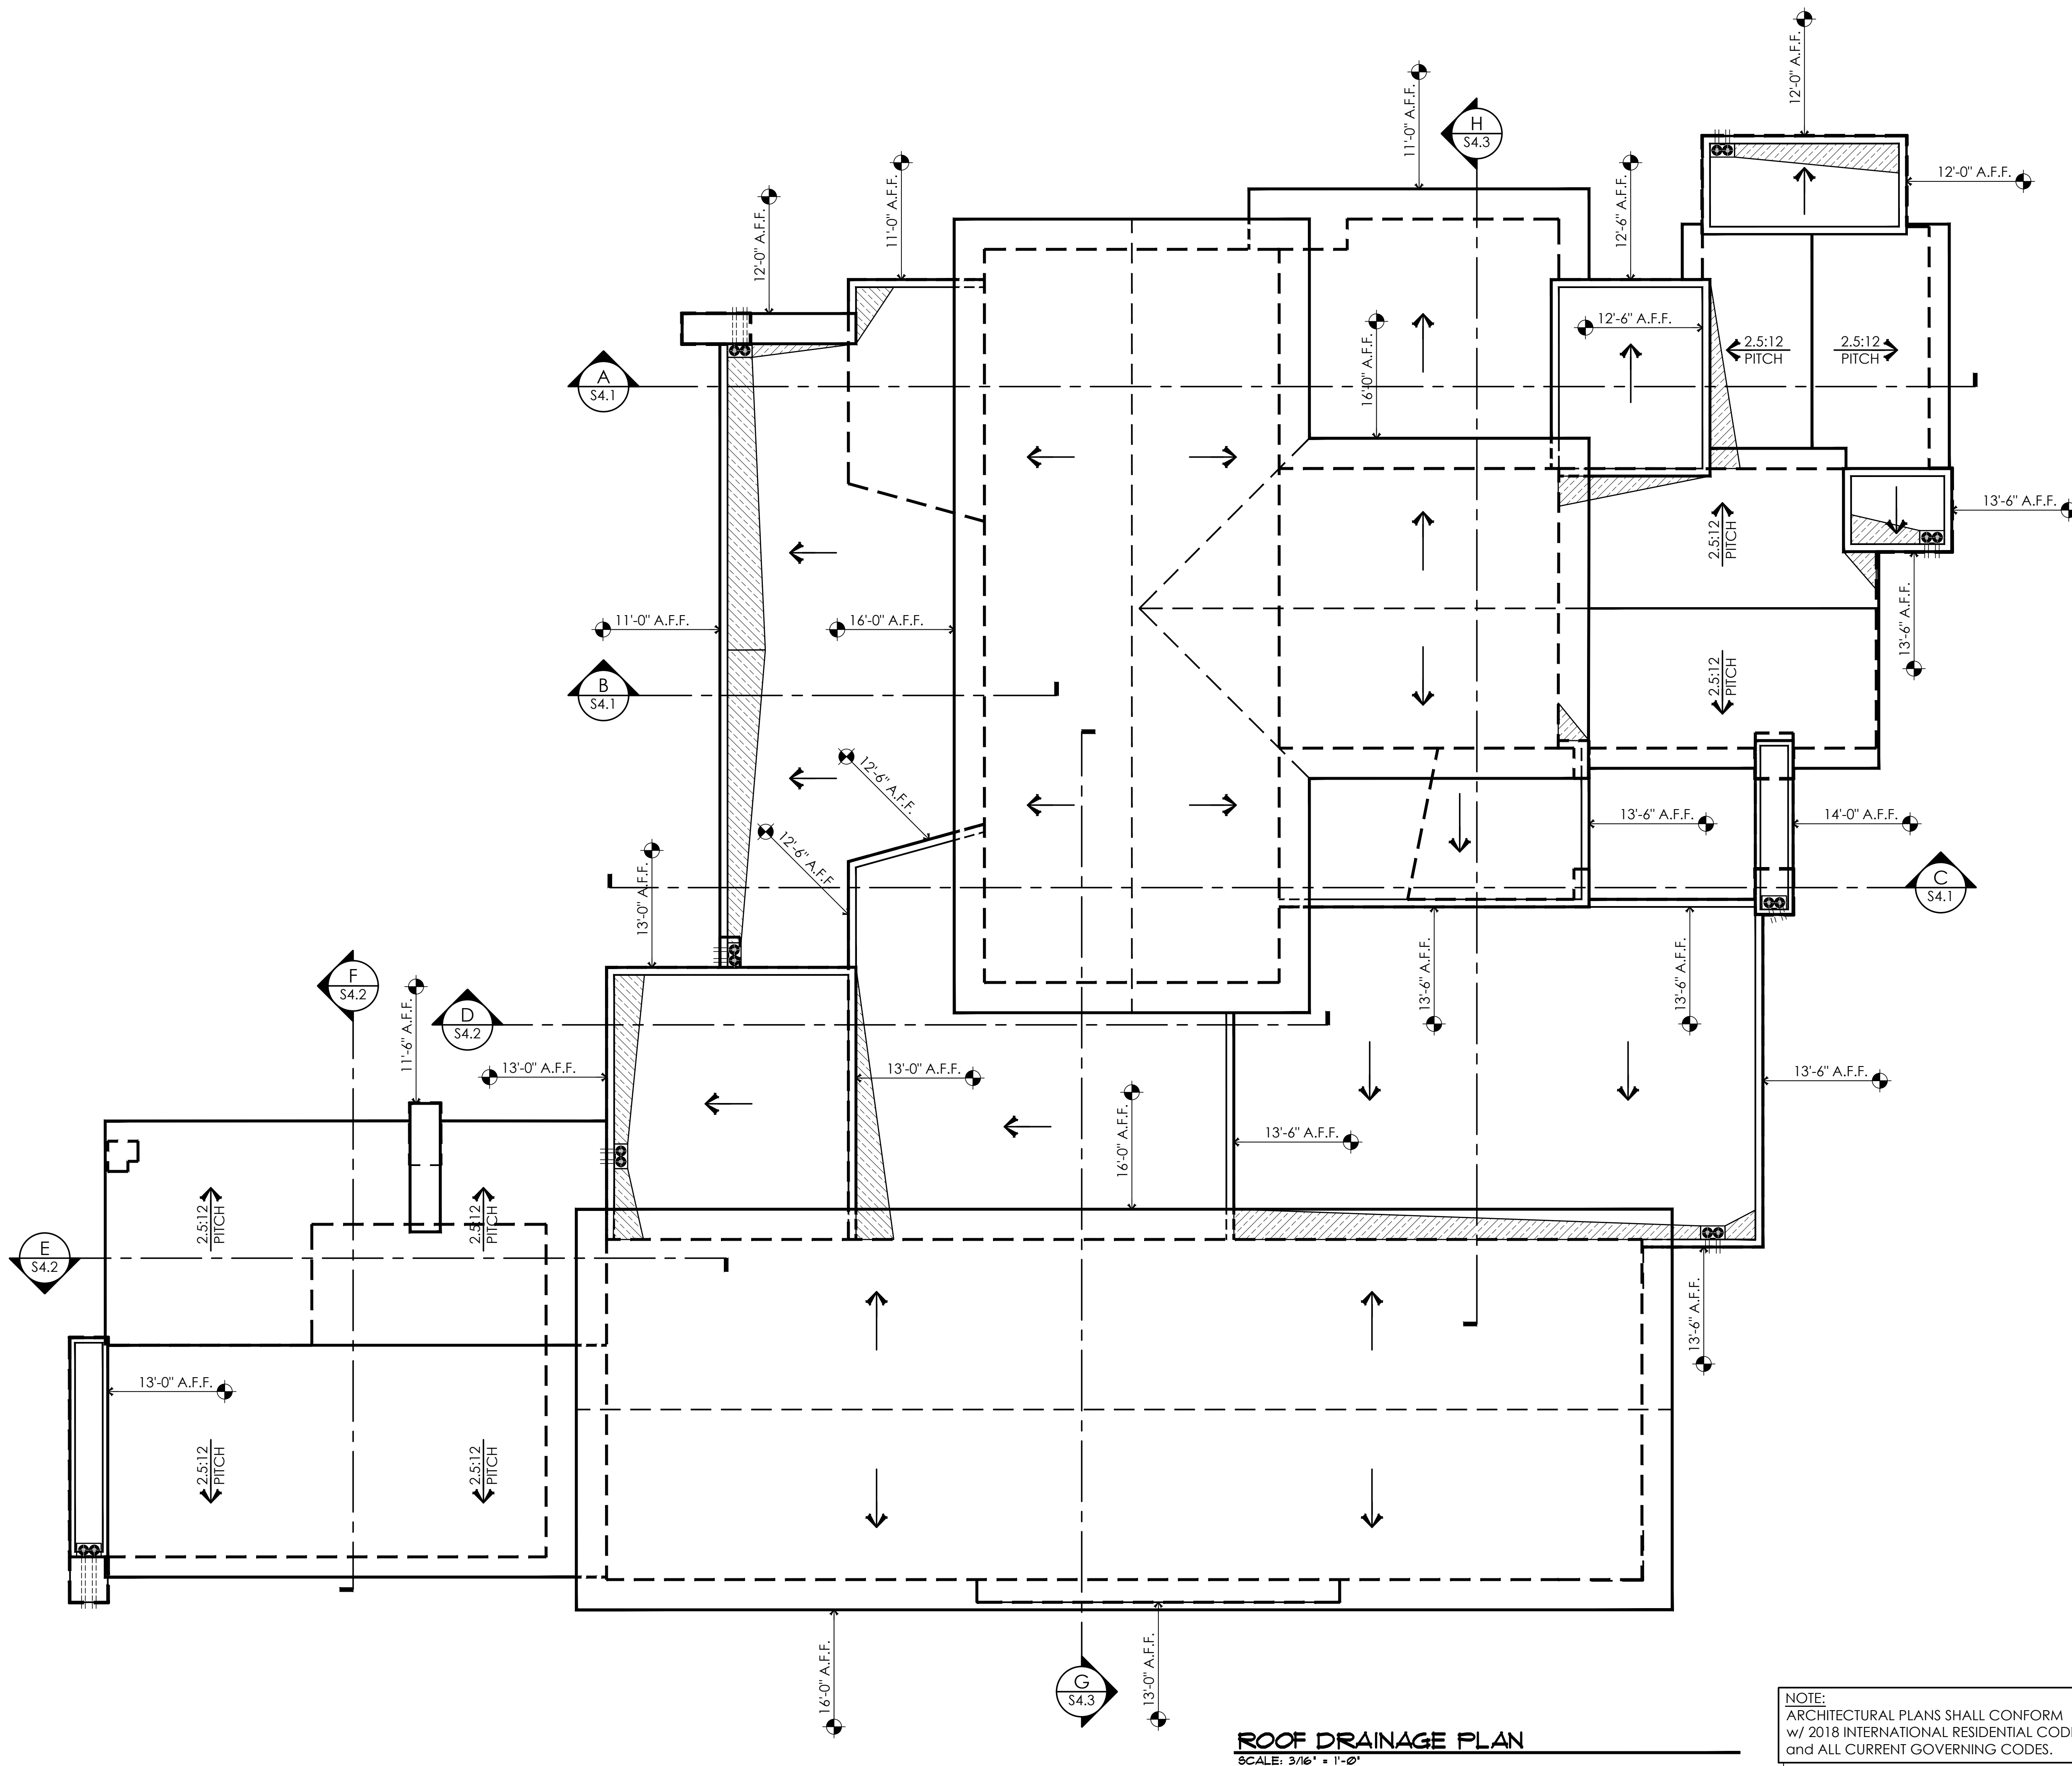 12'-0" A.F.F.
11'-0" A.F.F.
H
S4.3
11'-0" A.F.F.
12'-6" A.F.F.
12'-0" A.F.F.
12'-0" A.F.F.
12'-6" A.F.F.
16'-0" A.F.F.
2.5:12
PITCH
2.5:12
PITCH
A
S4.1
13'-6" A.F.F.
2.5:12
PITCH
11'-0" A.F.F.
16'-0" A.F.F.
13'-6" A.F.F.
B
S4.1
2.5:12
PITCH
12'-6" A.F.F.
12'-6" A.F.F
13'-6" A.F.F.
14'-0" A.F.F.
C
S4.1
13'-0" A.F.F.
F
S4.2
D
S4.2
11'-6" A.F.F.
13'-6" A.F.F.
13'-6" A.F.F.
13'-0" A.F.F.
13'-0" A.F.F.
13'-6" A.F.F.
16'-0" A.F.F.
13'-6" A.F.F.
2.5:12
PITCH
2.5:12
PITCH
E
S4.2
13'-6" A.F.F.
13'-0" A.F.F.
2.5:12
PITCH
2.5:12
PITCH
16'-0" A.F.F.
G
S4.3
13'-0" A.F.F.
ROOF DRAINAGE PLAN
SCALE: 3/16" = 1'-0"
NOTE:
ARCHITECTURAL PLANS SHALL CONFORM
w/ 2018 INTERNATIONAL RESIDENTIAL COD
and ALL CURRENT GOVERNING CODES.